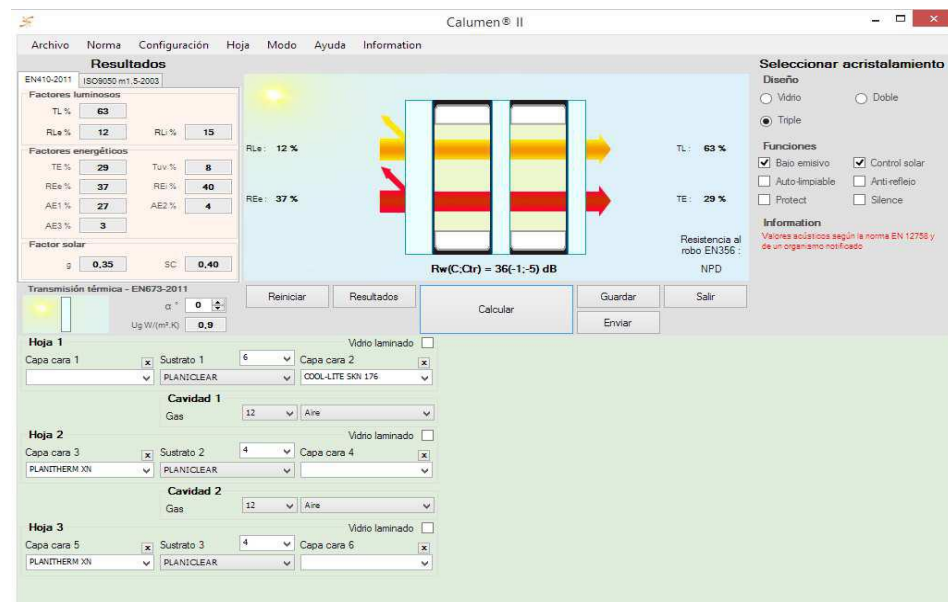 Calumen® II
Archivo Norma Configuración Hoja Modo Ayuda Information
Resultados
EN410-2011 ISO9050 m1.5-2003
Factores luminosos
TL % 63
RLe % 12 RLi % 15
Factores energéticos
TE % 29 Tuv % 8
REe % 37 REi % 40
AE1 % 27 AE2 % 4
AE3 % 3
Factor solar
g 0,35 SC 0,40
Transmisión térmica - EN673-2011
α ° 0
Ug W/(m².K) 0,9
RLe : 12 %
REe : 37 %
TL : 63 %
TE : 29 %
Resistencia al
robo EN356 :
NPD
Rw(C;Ctr) = 36(-1;-5) dB
Reiniciar Resultados Calcular Guardar Salir
Enviar
Seleccionar acristalamiento
Diseño
Vidrio Doble
Triple
Funciones
Bajo emisivo Control solar
Auto-limpiable Anti-reflejo
Protect Silence
Information
Valores acústicos según la norma EN 12758 y
de un organismo notificado
Hoja 1 Vidrio laminado
Capa cara 1 x Sustrato 1 6 Capa cara 2 x
PLANICLEAR COOL-LITE SKN 176
Cavidad 1
Gas 12 Aire
Hoja 2 Vidrio laminado
Capa cara 3 x Sustrato 2 4 Capa cara 4 x
PLANITHERM XN PLANICLEAR
Cavidad 2
Gas 12 Aire
Hoja 3 Vidrio laminado
Capa cara 5 x Sustrato 3 4 Capa cara 6 x
PLANITHERM XN PLANICLEAR